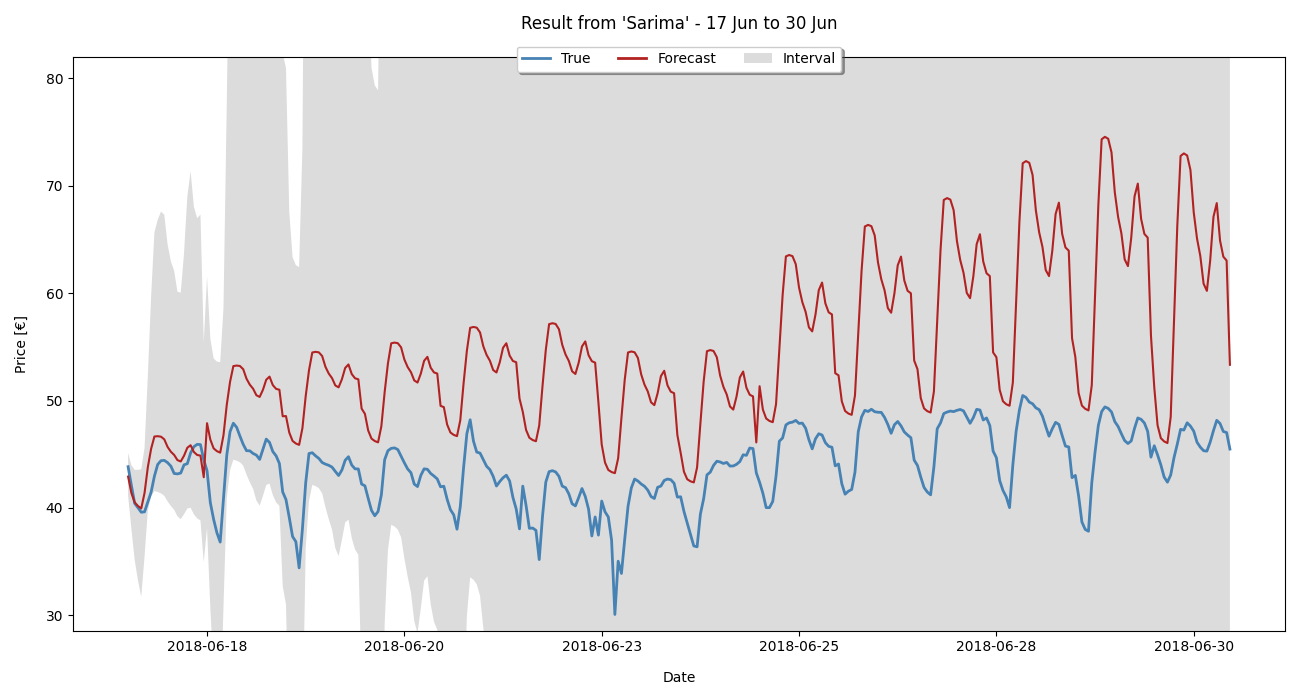 Result from 'Sarima' - 17 Jun to 30 Jun
True Forecast Interval
80
70
60
50
40
30
Price [€]
2018-06-18 2018-06-20 2018-06-23 2018-06-25 2018-06-28 2018-06-30
Date